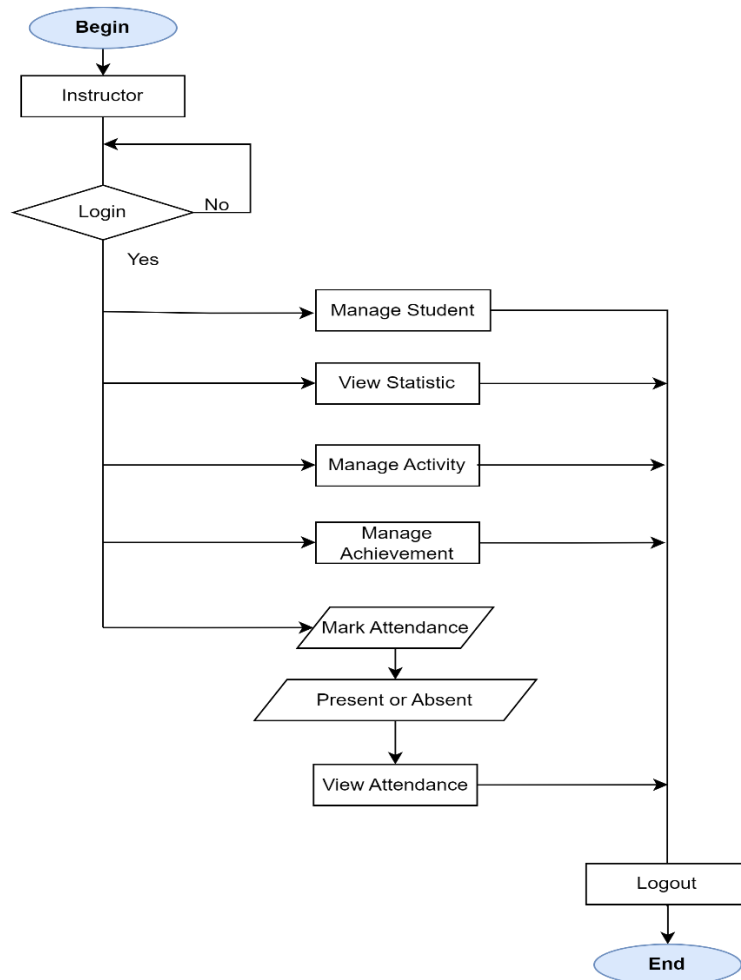 Begin
Instructor
Login
No
Yes
Manage Student
View Statistic
Manage Activity
Manage
Achievement
Mark Attendance
Present or Absent
View Attendance
Logout
End